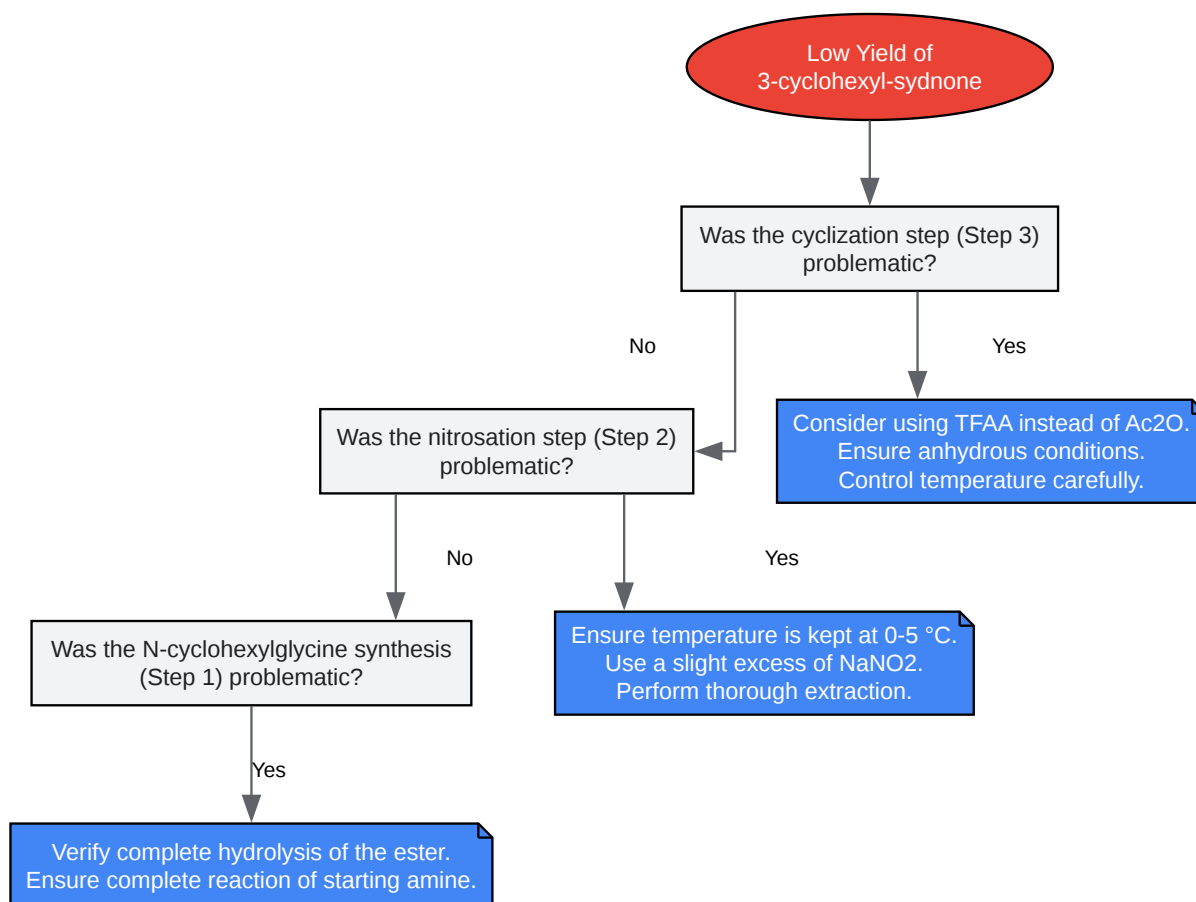 Low Yield of
3-cyclohexyl-sydnone
Was the cyclization step (Step 3)
problematic?
No
Yes
Consider using TFAA instead of Ac2O.
Ensure anhydrous conditions.
Control temperature carefully.
Was the nitrosation step (Step 2)
problematic?
No
Yes
Ensure temperature is kept at 0-5 °C.
Use a slight excess of NaNO2.
Perform thorough extraction.
Was the N-cyclohexylglycine synthesis
(Step 1) problematic?
Yes
Verify complete hydrolysis of the ester.
Ensure complete reaction of starting amine.